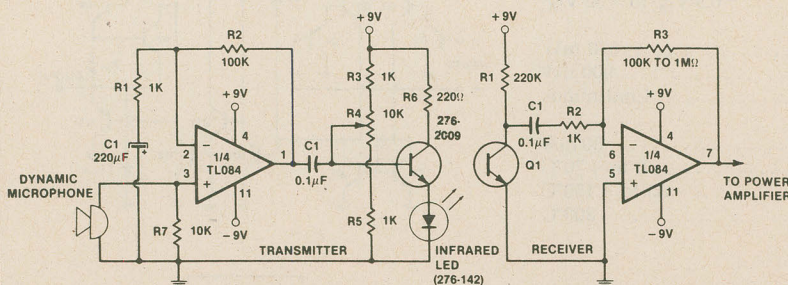 +9V
+9V
+9V
R2
100K
R3
100K TO 1MΩ
R1
1K
R3
1K
R6
220Ω
R1
220K
+9V
R4
10K
276-
2009
C1
0.1µF
R2
1K
4
4
C1
220µF
+
2
−
1/4
TL084
1
C1
0.1µF
Q1
6
−
1/4
TL084
7
TO POWER
AMPLIFIER
DYNAMIC
MICROPHONE
3
+
11
5
+
11
R7
10K
−9V
R5
1K
−9V
TRANSMITTER
INFRARED
LED
(276-142)
RECEIVER